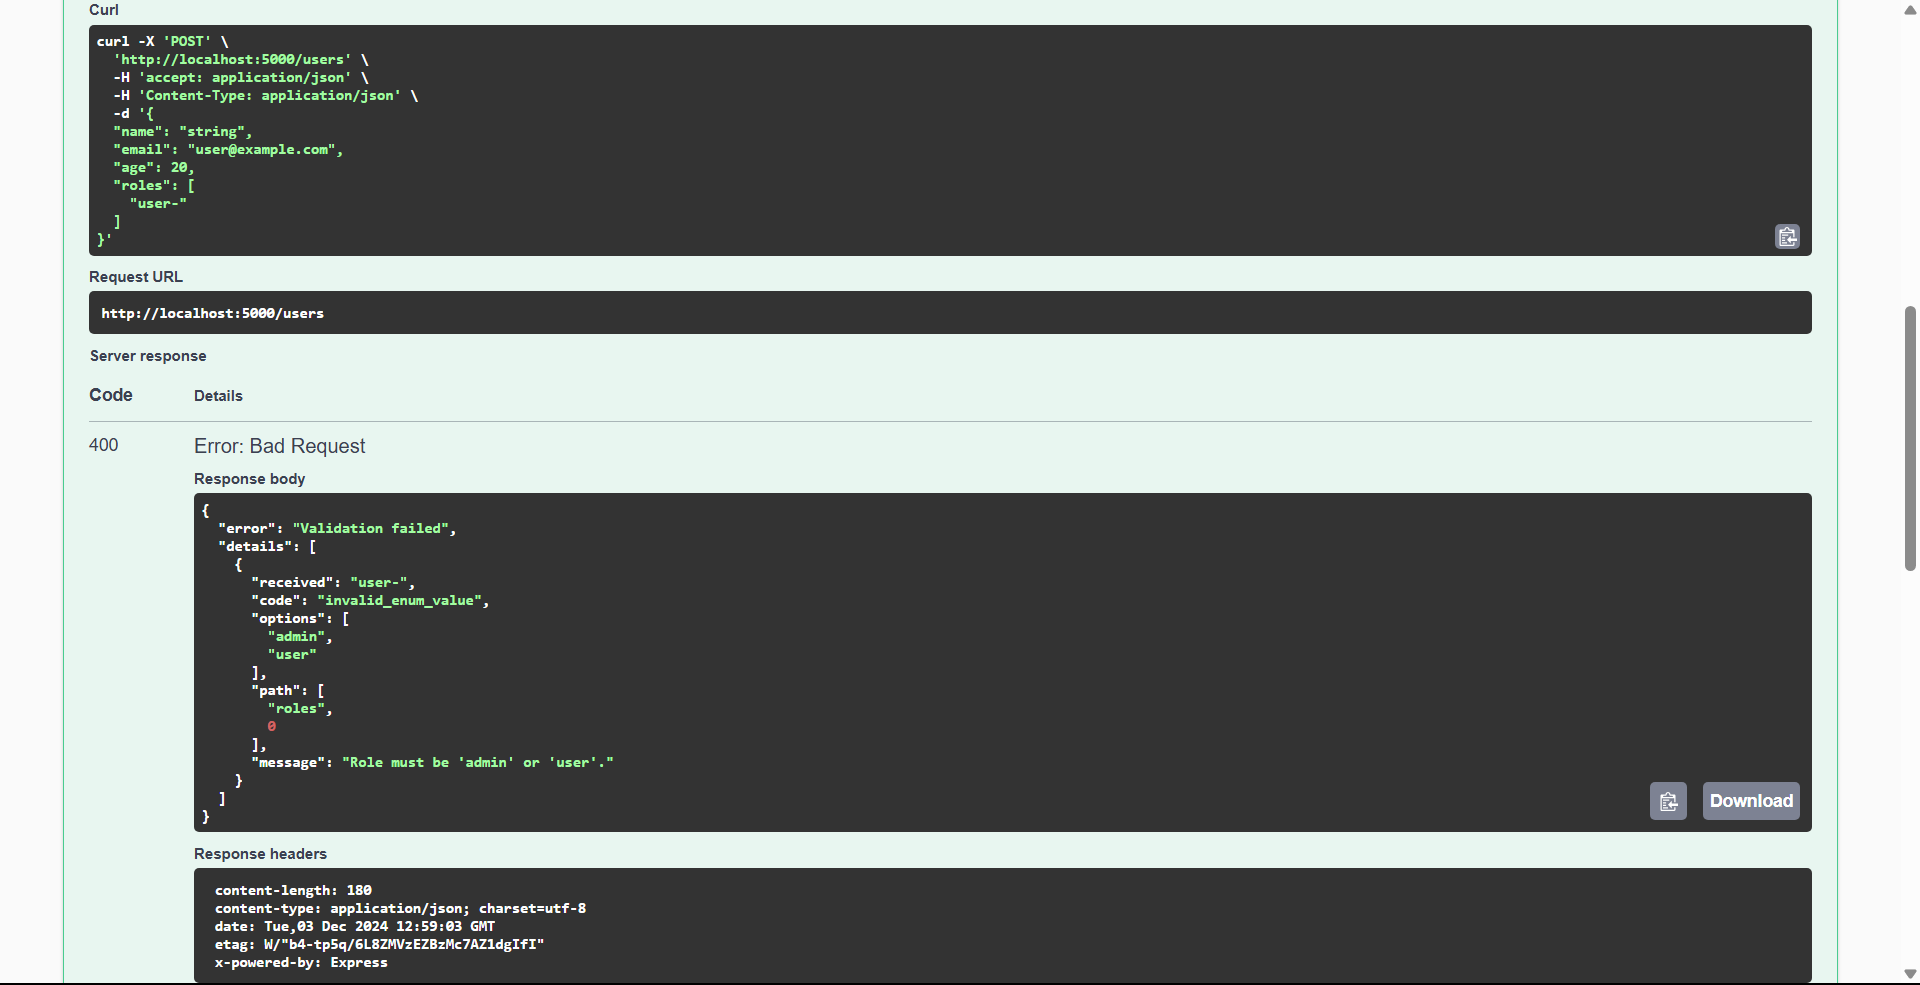 Curl
curl -X 'POST' \
  'http://localhost:5000/users' \
  -H 'accept: application/json' \
  -H 'Content-Type: application/json' \
  -d '{
  "name": "string",
  "email": "user@example.com",
  "age": 20,
  "roles": [
    "user-"
  ]
}'
Request URL
http://localhost:5000/users
Server response
Code Details
400 Error: Bad Request
Response body
{
  "error": "Validation failed",
  "details": [
    {
      "received": "user-",
      "code": "invalid_enum_value",
      "options": [
        "admin",
        "user"
      ],
      "path": [
        "roles",
        0
      ],
      "message": "Role must be 'admin' or 'user'."
    }
  ]
}
Download
Response headers
content-length: 180
content-type: application/json; charset=utf-8
date: Tue,03 Dec 2024 12:59:03 GMT
etag: W/"b4-tp5q/6L8ZMVzEZBzMc7AZ1dgIfI"
x-powered-by: Express